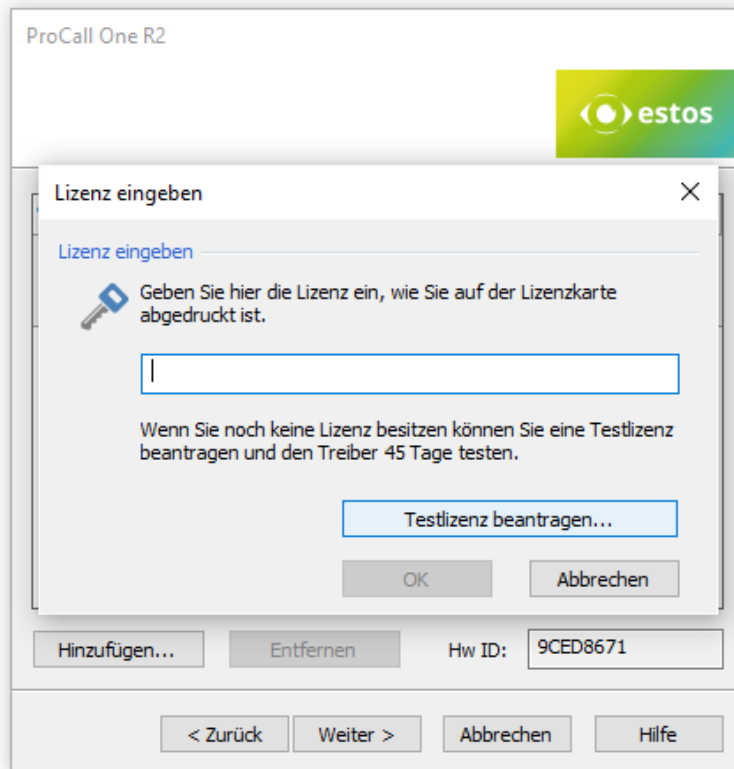 ProCall One R2
estos
Lizenz eingeben
Lizenz eingeben
Geben Sie hier die Lizenz ein, wie Sie auf der Lizenzkarte
abgedruckt ist.
Wenn Sie noch keine Lizenz besitzen können Sie eine Testlizenz
beantragen und den Treiber 45 Tage testen.
Testlizenz beantragen...
OK
Abbrechen
Hinzufügen...
Entfernen
Hw ID:
9CED8671
< Zurück
Weiter >
Abbrechen
Hilfe